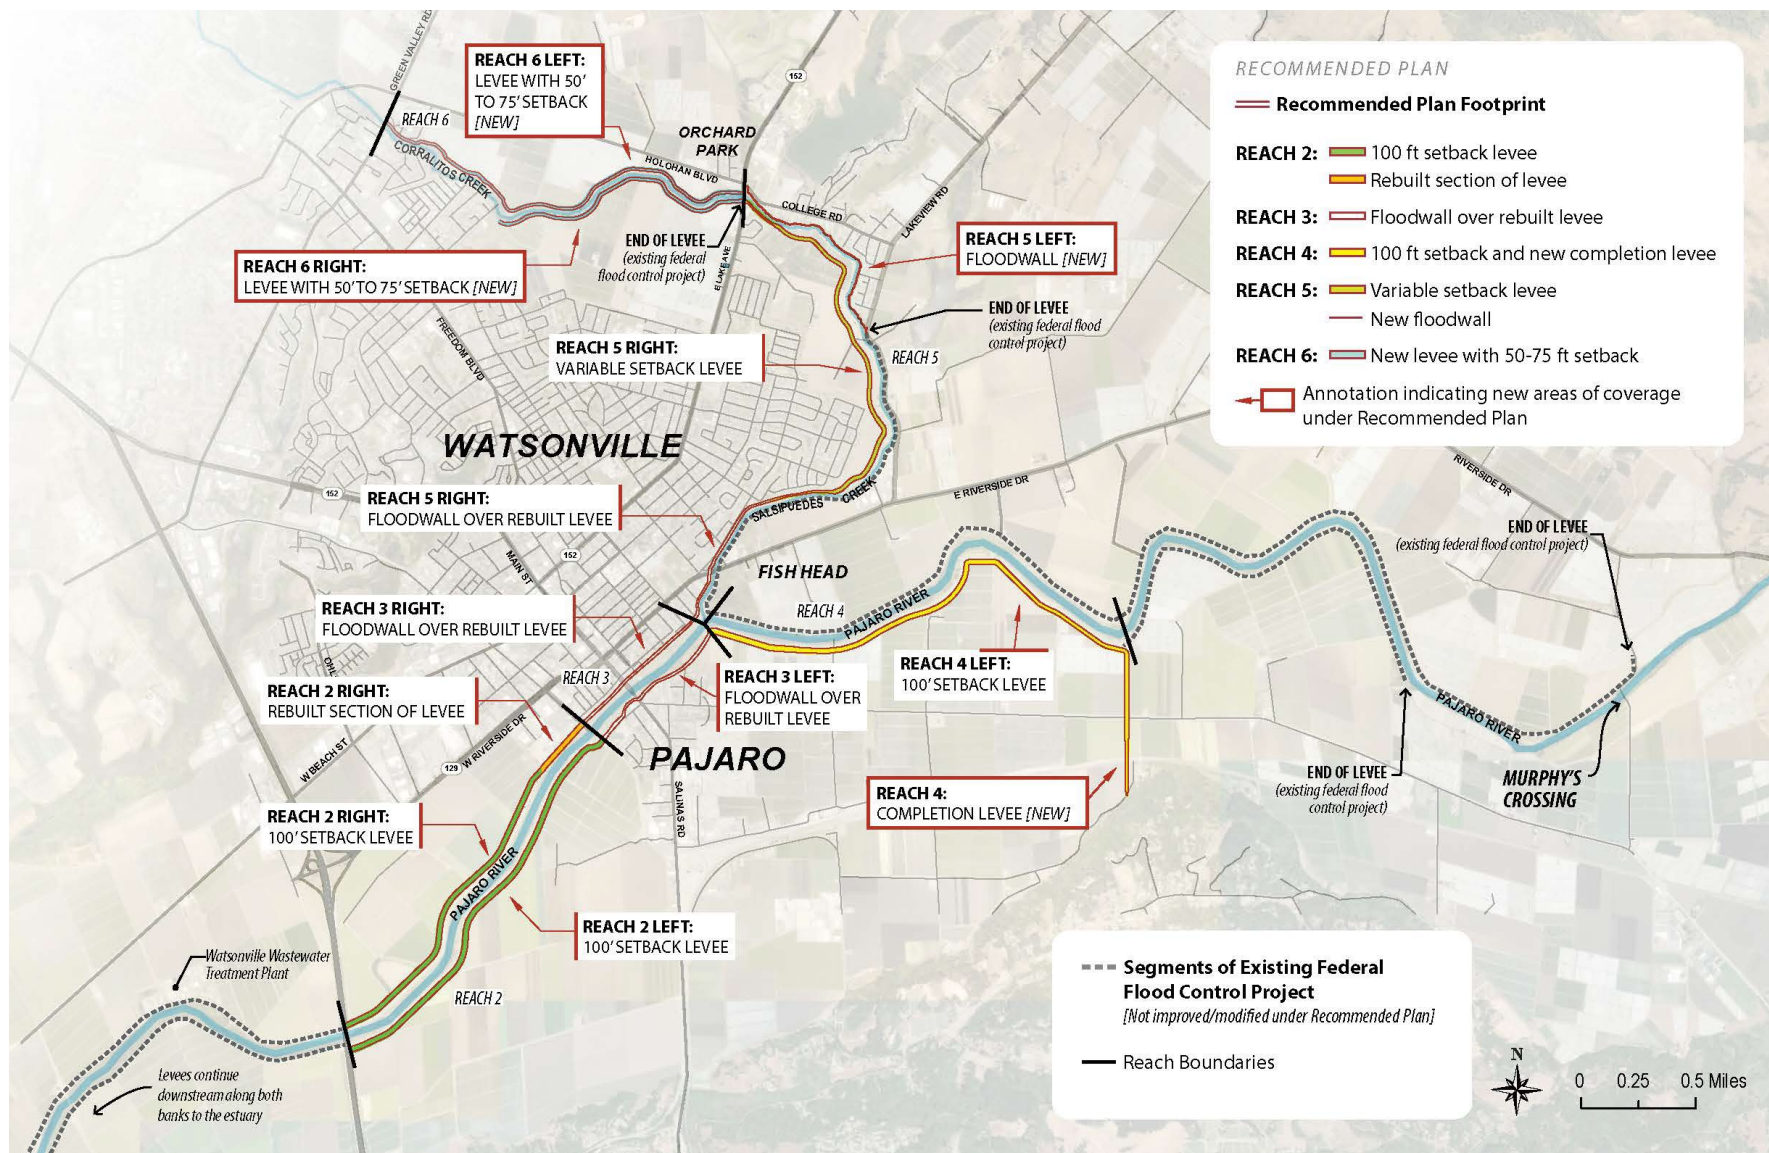 GREEN VALLEY RD
REACH 6 LEFT:
LEVEE WITH 50'
TO 75' SETBACK
[NEW]
152
RECOMMENDED PLAN
Recommended Plan Footprint
REACH 2:
100 ft setback levee
Rebuilt section of levee
REACH 3:
Floodwall over rebuilt levee
REACH 4:
100 ft setback and new completion levee
REACH 5:
Variable setback levee
New floodwall
REACH 6:
New levee with 50-75 ft setback
Annotation indicating new areas of coverage
under Recommended Plan
REACH 6
CORRALITOS CREEK
ORCHARD
PARK
HOLOHAN BLVD
COLLEGE RD
LAKEVIEW RD
END OF LEVEE
(existing federal
flood control project)
E LAKE AVE
REACH 5 LEFT:
FLOODWALL [NEW]
REACH 6 RIGHT:
LEVEE WITH 50' TO 75' SETBACK [NEW]
END OF LEVEE
(existing federal flood
control project)
FREEDOM BLVD
REACH 5 RIGHT:
VARIABLE SETBACK LEVEE
REACH 5
WATSONVILLE
152
REACH 5 RIGHT:
FLOODWALL OVER REBUILT LEVEE
SALSIPUEDES CREEK
E RIVERSIDE DR
RIVERSIDE DR
END OF LEVEE
(existing federal flood control project)
MAIN ST
152
FISH HEAD
REACH 4
PAJARO RIVER
REACH 3 RIGHT:
FLOODWALL OVER REBUILT LEVEE
REACH 4 LEFT:
100' SETBACK LEVEE
REACH 3
REACH 3 LEFT:
FLOODWALL OVER
REBUILT LEVEE
REACH 2 RIGHT:
REBUILT SECTION OF LEVEE
PAJARO RIVER
W BEACH ST
129
W RIVERSIDE DR
PAJARO
SALINAS RD
REACH 4:
COMPLETION LEVEE [NEW]
END OF LEVEE
(existing federal flood
control project)
MURPHY'S
CROSSING
REACH 2 RIGHT:
100' SETBACK LEVEE
PAJARO RIVER
REACH 2 LEFT:
100' SETBACK LEVEE
REACH 2
Watsonville Wastewater
Treatment Plant
Levees continue
downstream along both
banks to the estuary
Segments of Existing Federal
Flood Control Project
[Not improved/modified under Recommended Plan]
Reach Boundaries
N
0 0.25 0.5 Miles